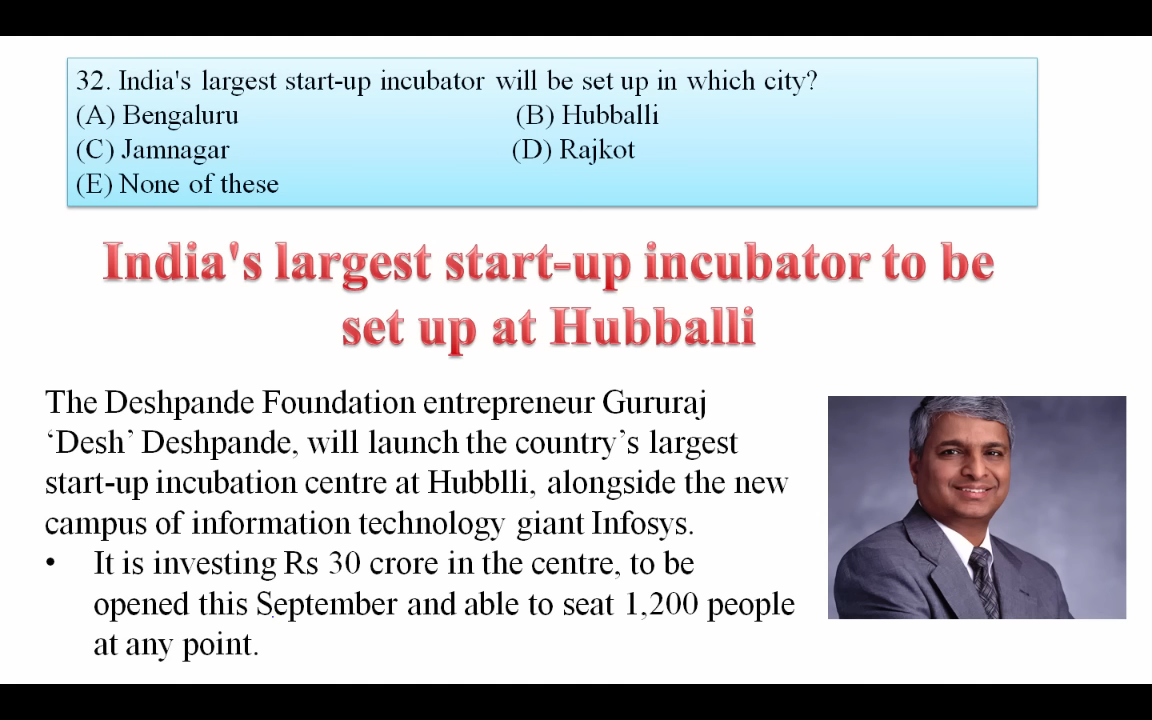 32. India's largest start-up incubator will be set up in which city?
(A) Bengaluru (B) Hubballi
(C) Jamnagar (D) Rajkot
(E) None of these
India's largest start-up incubator to be
set up at Hubballi
The Deshpande Foundation entrepreneur Gururaj
‘Desh’ Deshpande, will launch the country’s largest
start-up incubation centre at Hubblli, alongside the new
campus of information technology giant Infosys.
• It is investing Rs 30 crore in the centre, to be
opened this September and able to seat 1,200 people
at any point.